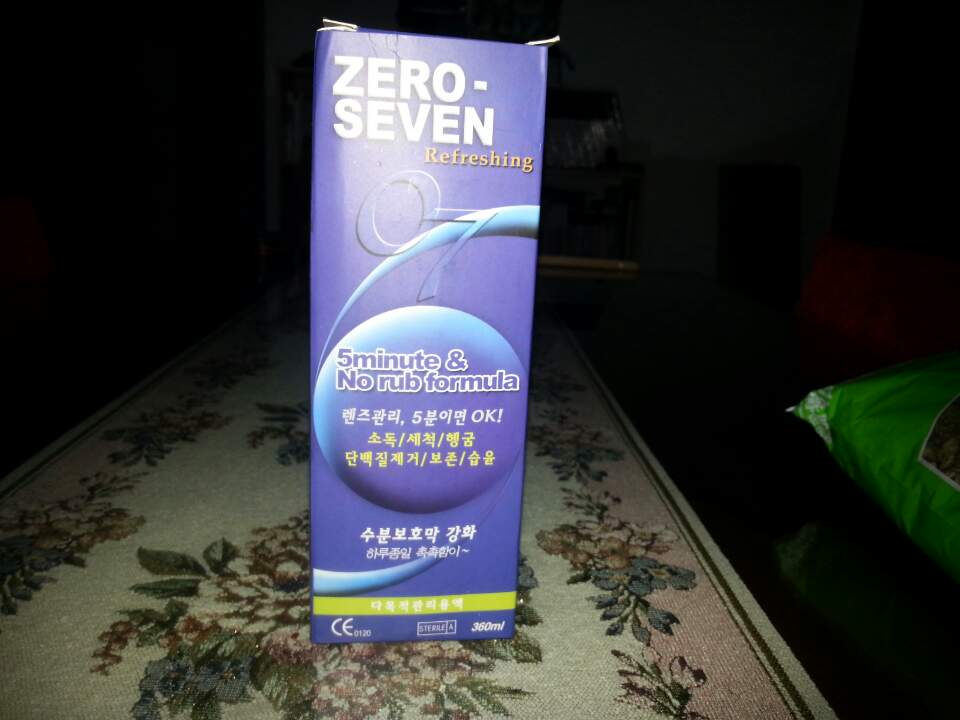 ZERO-
SEVEN
Refreshing
07
5minute &
No rub formula
렌즈관리, 5분이면 OK!
소독/세척/헹굼
단백질제거/보존/습윤
수분보호막 강화
하루종일 촉촉함이~
다목적관리용액
CE 0120 STERILE A 360ml